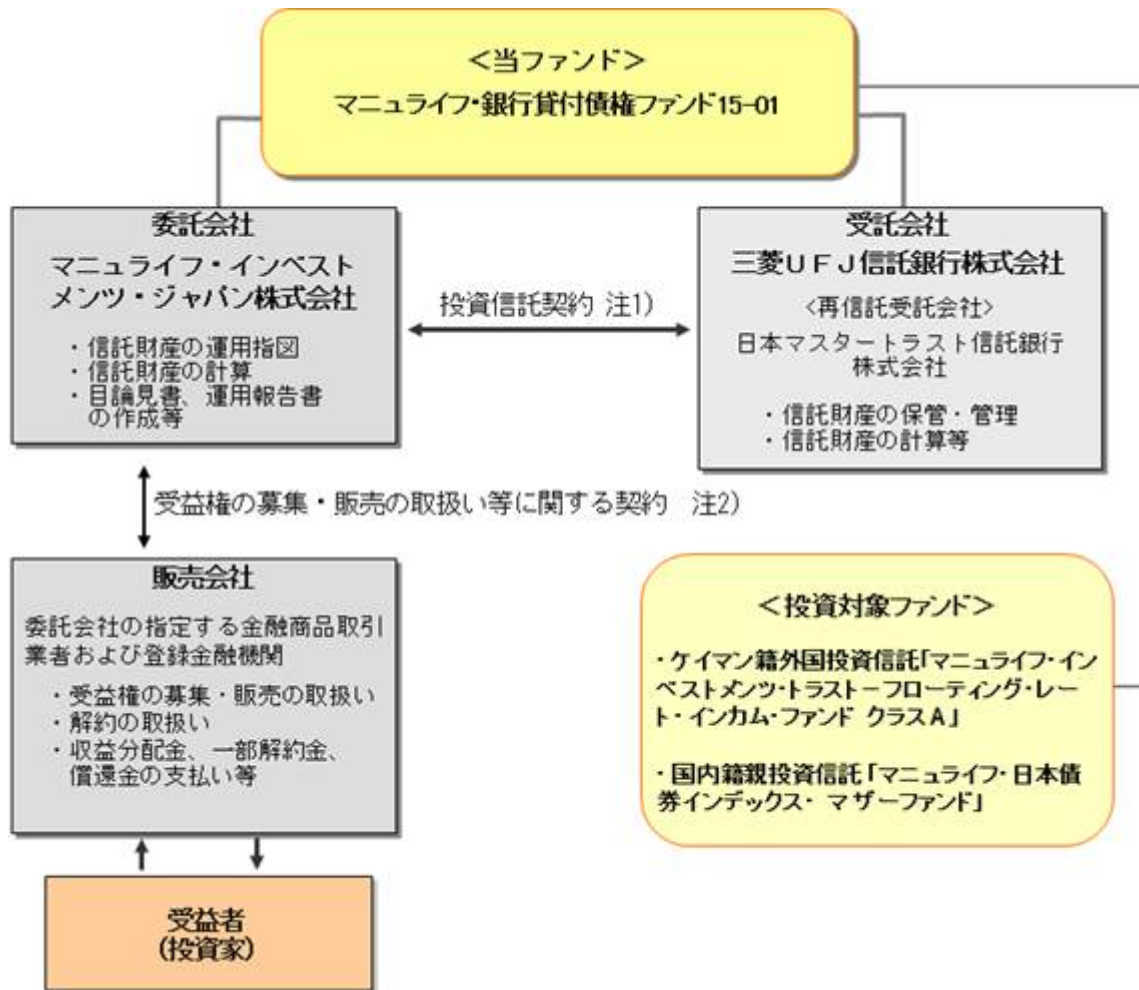 ＜当ファンド＞
マニュライフ・銀行貸付債権ファンド15-01
委託会社
マニュライフ・インベスト
メンツ・ジャパン株式会社
・信託財産の運用指図
・信託財産の計算
・目論見書、運用報告書
の作成等
投資信託契約 注1)
受託会社
三菱ＵＦＪ信託銀行株式会社
<再信託受託会社>
日本マスタートラスト信託銀行
株式会社
・信託財産の保管・管理
・信託財産の計算等
受益権の募集・販売の取扱い等に関する契約 注2)
販売会社
委託会社の指定する金融商品取引
業者および登録金融機関
・受益権の募集・販売の取扱い
・解約の取扱い
・収益分配金、一部解約金、
償還金の支払い等
＜投資対象ファンド＞
・ケイマン籍外国投資信託「マニュライフ・イン
ベストメンツ・トラスト－フローティング・レー
ト・インカム・ファンド クラスＡ」
・国内籍親投資信託「マニュライフ・日本債
券インデックス・ マザーファンド」
受益者
(投資家)